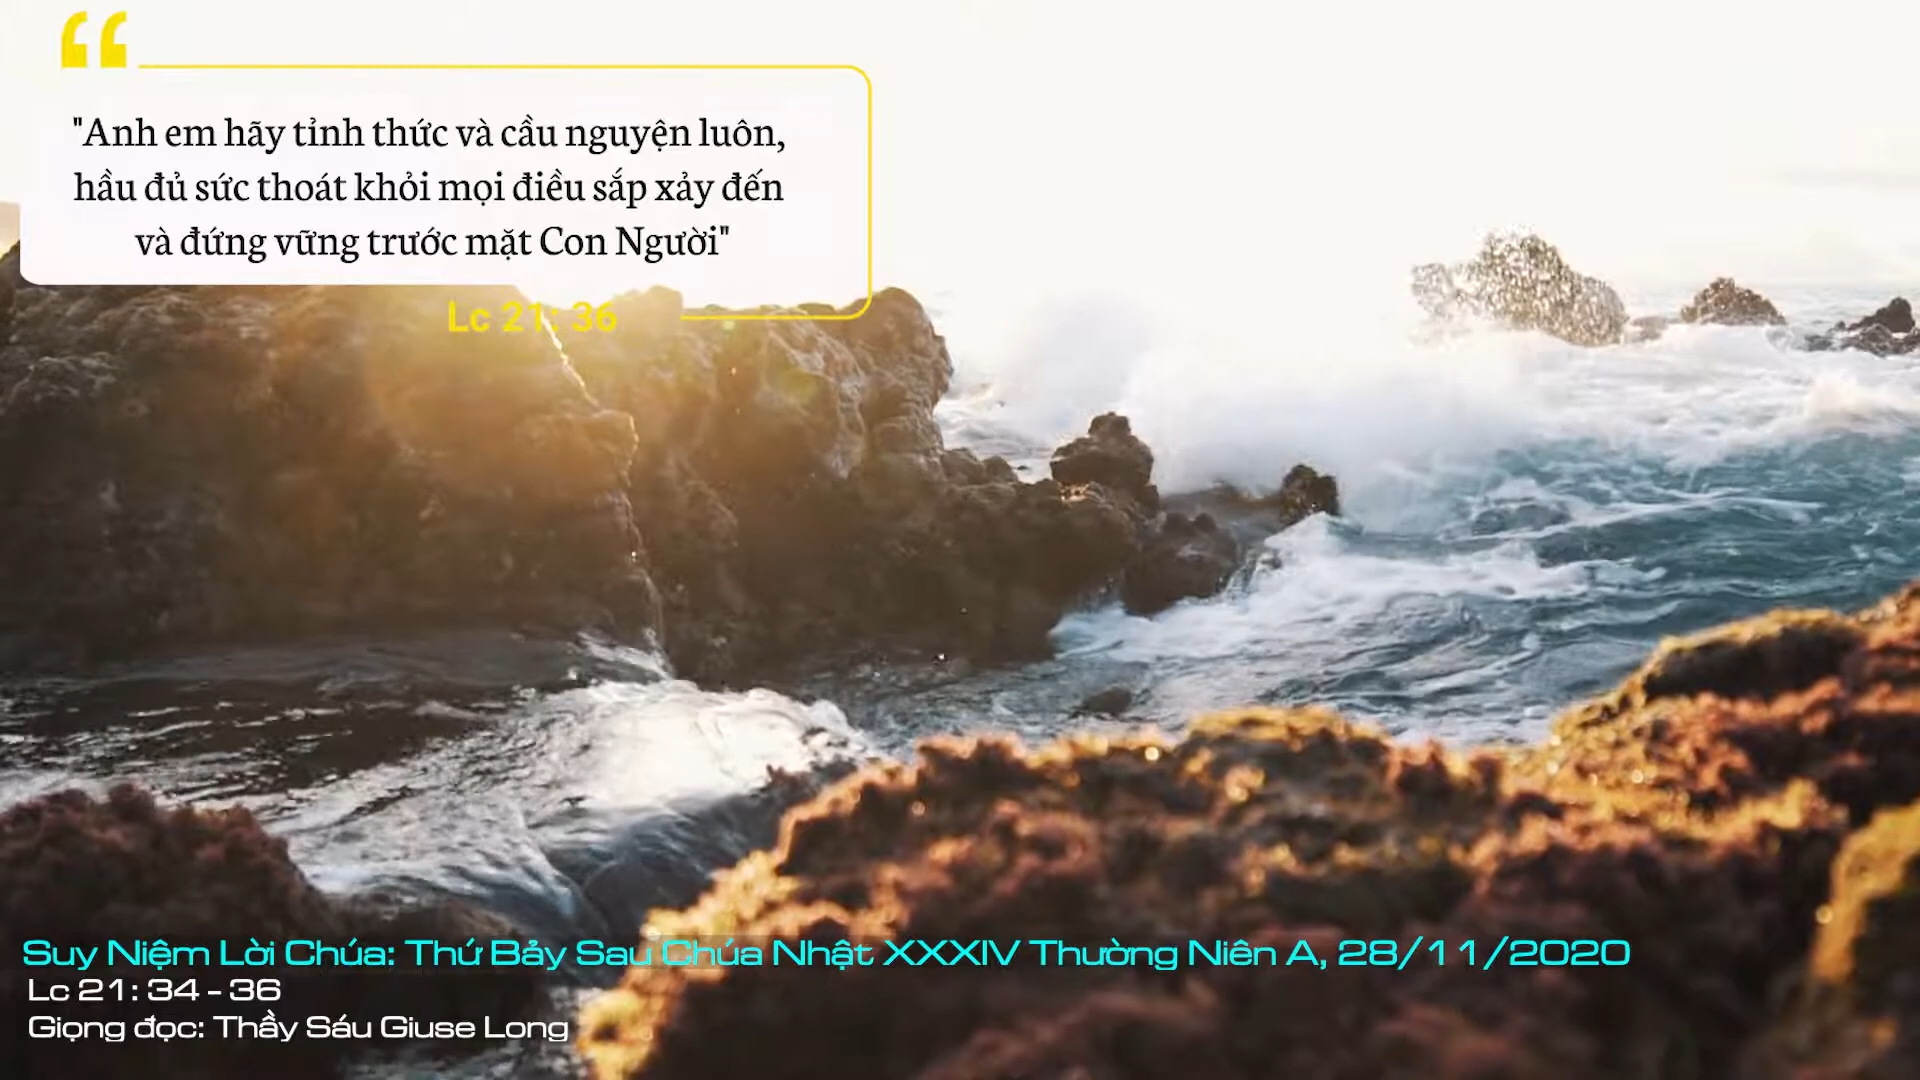 "Anh em hãy tỉnh thức và cầu nguyện luôn,
hầu đủ sức thoát khỏi mọi điều sắp xảy đến
và đứng vững trước mặt Con Người"
Lc 21: 36
Suy Niệm Lời Chúa: Thứ Bảy Sau Chúa Nhật XXXIV Thường Niên A, 28/11/2020
Lc 21: 34 - 36
Giọng đọc: Thầy Sáu Giuse Long